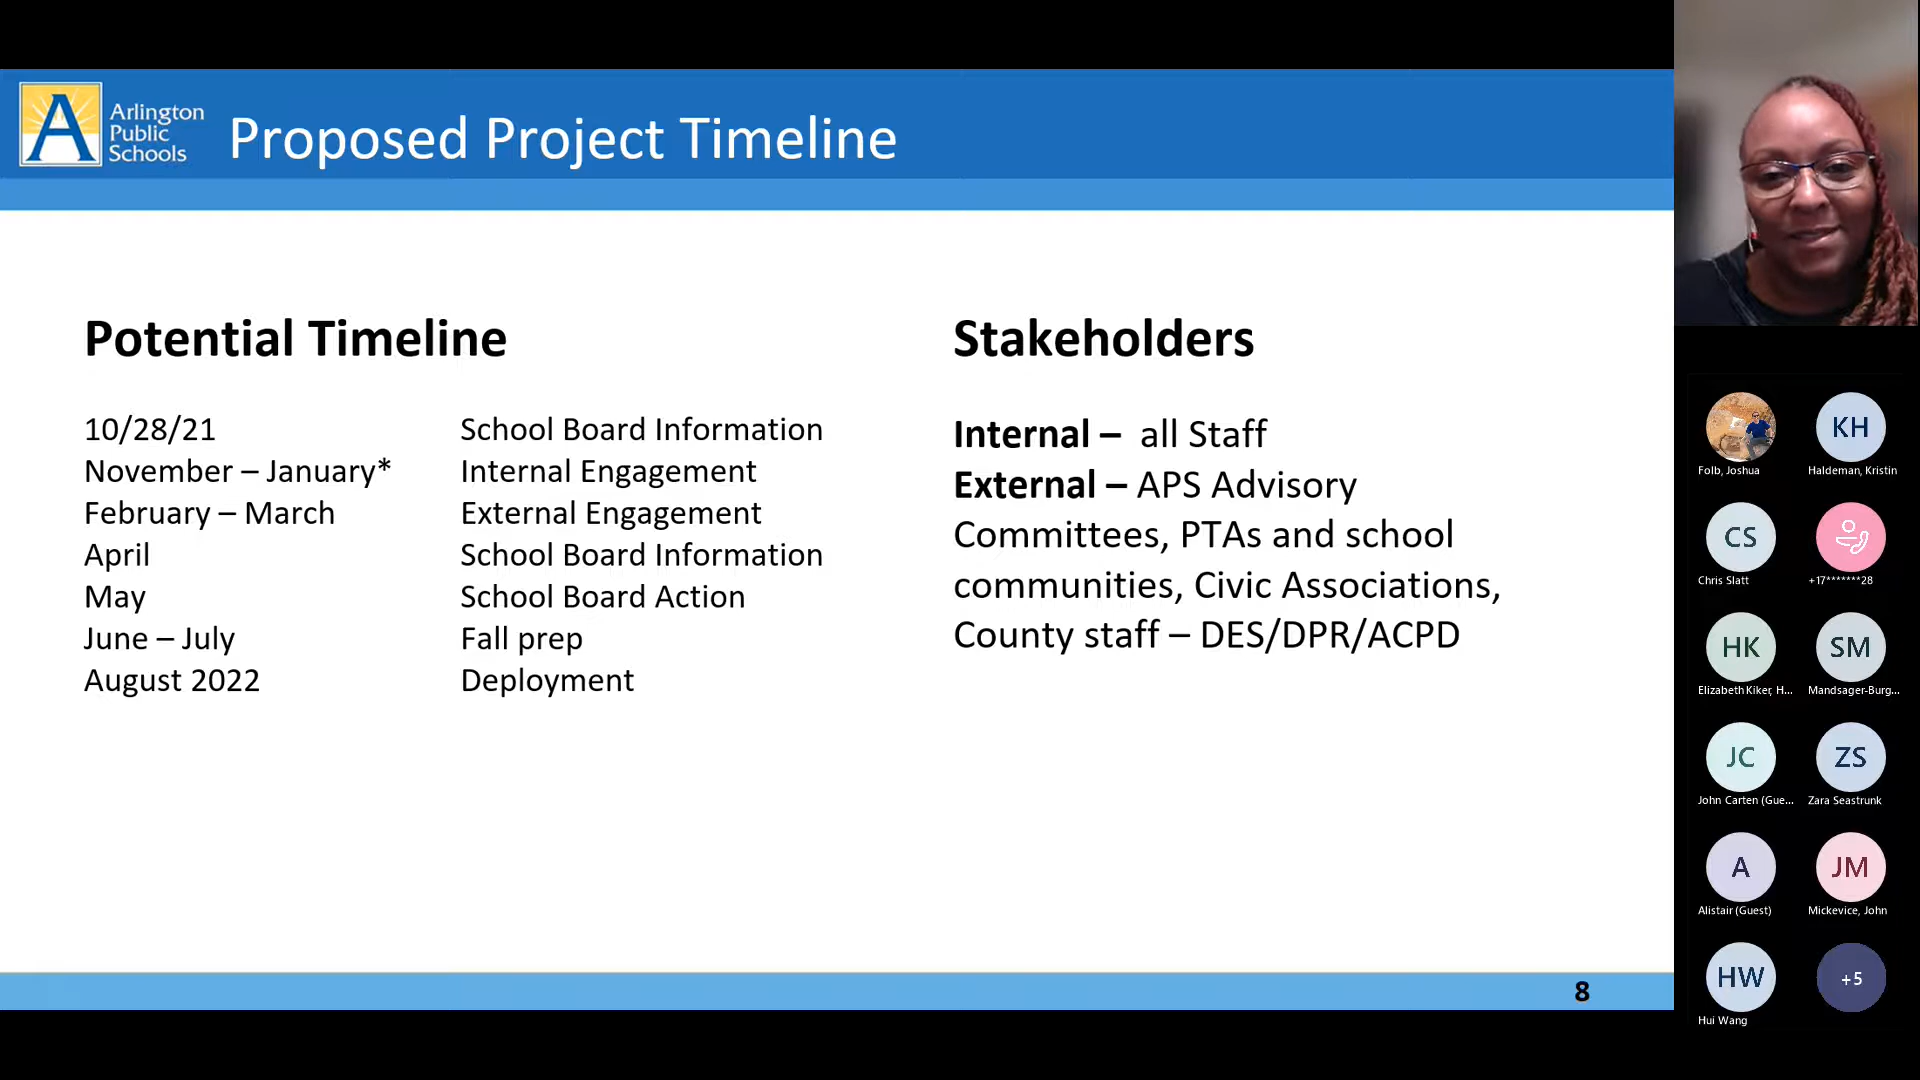 Arlington
Public
Schools
Proposed Project Timeline
Potential Timeline
10/28/21 School Board Information
November – January* Internal Engagement
February – March External Engagement
April School Board Information
May School Board Action
June – July Fall prep
August 2022 Deployment
Stakeholders
Internal – all Staff
External – APS Advisory
Committees, PTAs and school
communities, Civic Associations,
County staff – DES/DPR/ACPD
8
Folb, Joshua
KH
Haldeman, Kristin
CS
Chris Slatt
+17*******28
HK
Elizabeth Kiker, H...
SM
Mandsager-Burg...
JC
John Carten (Gue...
ZS
Zara Seastrunk
A
Alistair (Guest)
JM
Mickevice, John
HW
Hui Wang
+5